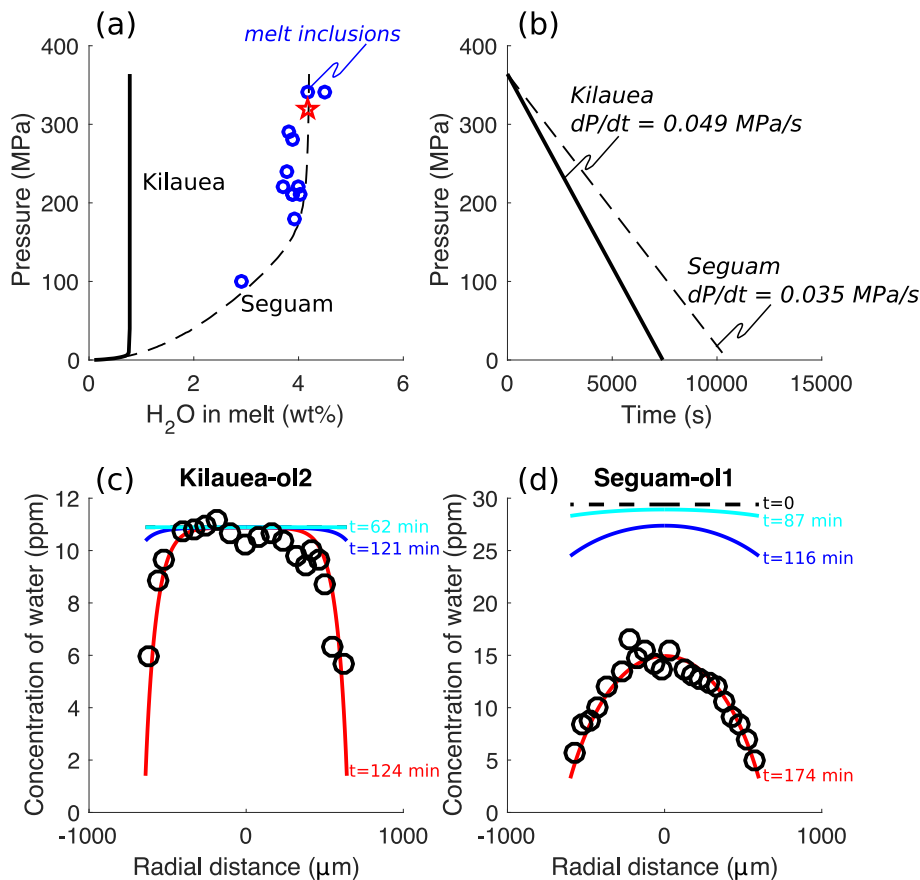 (a)
melt inclusions
400
300
200
100
0
Pressure (MPa)
Kilauea
Seguam
0
2
4
6
H₂O in melt (wt%)
(b)
400
300
200
100
0
Pressure (MPa)
Kilauea
dP/dt = 0.049 MPa/s
Seguam
dP/dt = 0.035 MPa/s
0
5000
10000
15000
Time (s)
(c)
Kilauea-ol2
12
10
8
6
4
2
0
Concentration of water (ppm)
t=62 min
t=121 min
t=124 min
-1000
0
1000
Radial distance (μm)
(d)
Seguam-ol1
30
25
20
15
10
5
0
Concentration of water (ppm)
t=0
t=87 min
t=116 min
t=174 min
-1000
0
1000
Radial distance (μm)